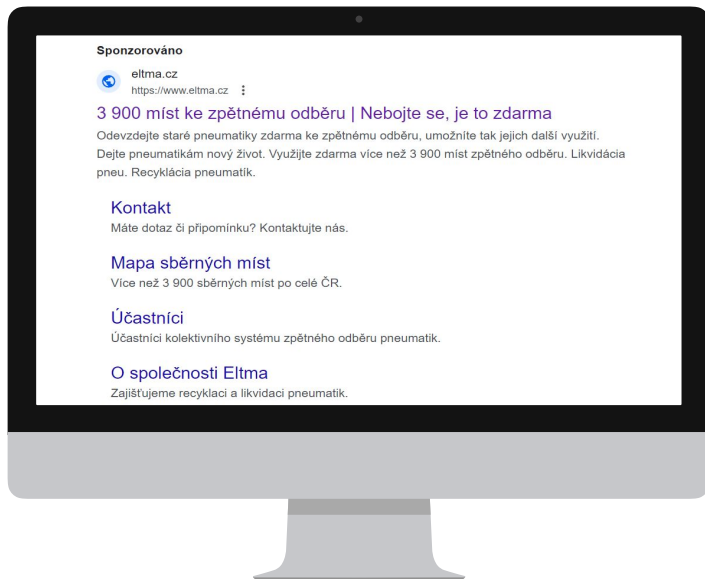 Sponzorováno
eltma.cz
https://www.eltma.cz
3 900 míst ke zpětnému odběru | Nebojte se, je to zdarma
Odevzdejte staré pneumatiky zdarma ke zpětnému odběru, umožníte tak jejich další využití.
Dejte pneumatikám nový život. Využijte zdarma více než 3 900 míst zpětného odběru. Likvidácia
pneu. Recyklácia pneumatík.
Kontakt
Máte dotaz či připomínku? Kontaktujte nás.
Mapa sběrných míst
Více než 3 900 sběrných míst po celé ČR.
Účastníci
Účastníci kolektivního systému zpětného odběru pneumatik.
O společnosti Eltma
Zajišťujeme recyklaci a likvidaci pneumatik.